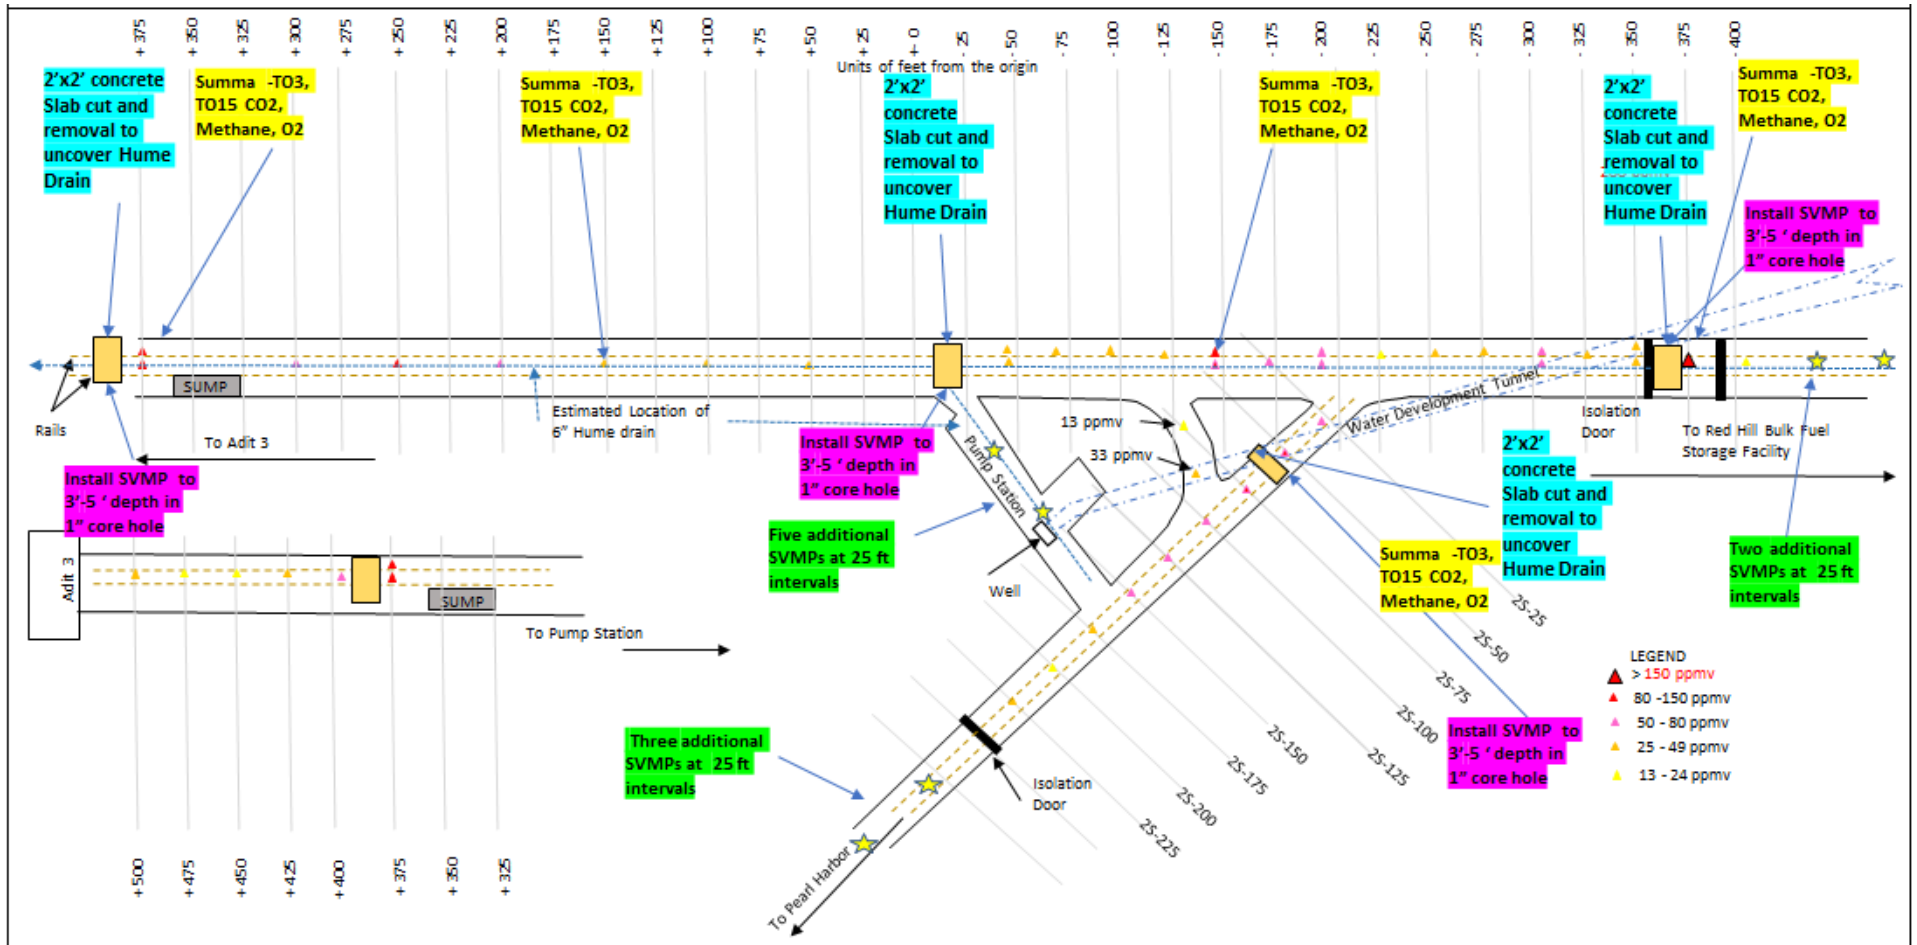 +375
+350
+325
+300
+275
+250
+225
+200
+175
+150
+125
+100
+75
+50
+25
+0
- 25
- 50
- 75
- 100
- 125
- 150
- 175
- 200
- 225
- 250
- 275
- 300
- 325
- 350
- 375
- 400
Units of feet from the origin
2'x2' concrete
Slab cut and
removal to
uncover Hume
Drain
Summa -TO3,
TO15 CO2,
Methane, O2
Summa -TO3,
TO15 CO2,
Methane, O2
2'x2'
concrete
Slab cut and
removal to
uncover
Hume Drain
Summa -TO3,
TO15 CO2,
Methane, O2
2'x2'
concrete
Slab cut and
removal to
uncover
Hume Drain
Summa -TO3,
TO15 CO2,
Methane, O2
Install SVMP to
3'-5 ' depth in
1" core hole
SUMP
Rails
To Adit 3
Estimated Location of
6" Hume drain
Install SVMP to
3'-5 ' depth in
1" core hole
Pump Station
13 ppmv
33 ppmv
Water Development Tunnel
Isolation
Door
To Red Hill Bulk Fuel
Storage Facility
Install SVMP to
3'-5 ' depth in
1" core hole
Five additional
SVMPs at 25 ft
intervals
Well
2'x2'
concrete
Slab cut and
removal to
uncover
Hume Drain
Summa -TO3,
TO15 CO2,
Methane, O2
Two additional
SVMPs at 25 ft
intervals
Adit 3
SUMP
To Pump Station
2S-25
2S-50
2S-75
2S-100
2S-125
2S-150
2S-175
2S-200
2S-225
LEGEND
> 150 ppmv
80 -150 ppmv
50 - 80 ppmv
25 - 49 ppmv
13 - 24 ppmv
Three additional
SVMPs at 25 ft
intervals
Isolation
Door
Install SVMP to
3'-5 ' depth in
1" core hole
To Pearl Harbor
+500
+475
+450
+425
+400
+375
+350
+325